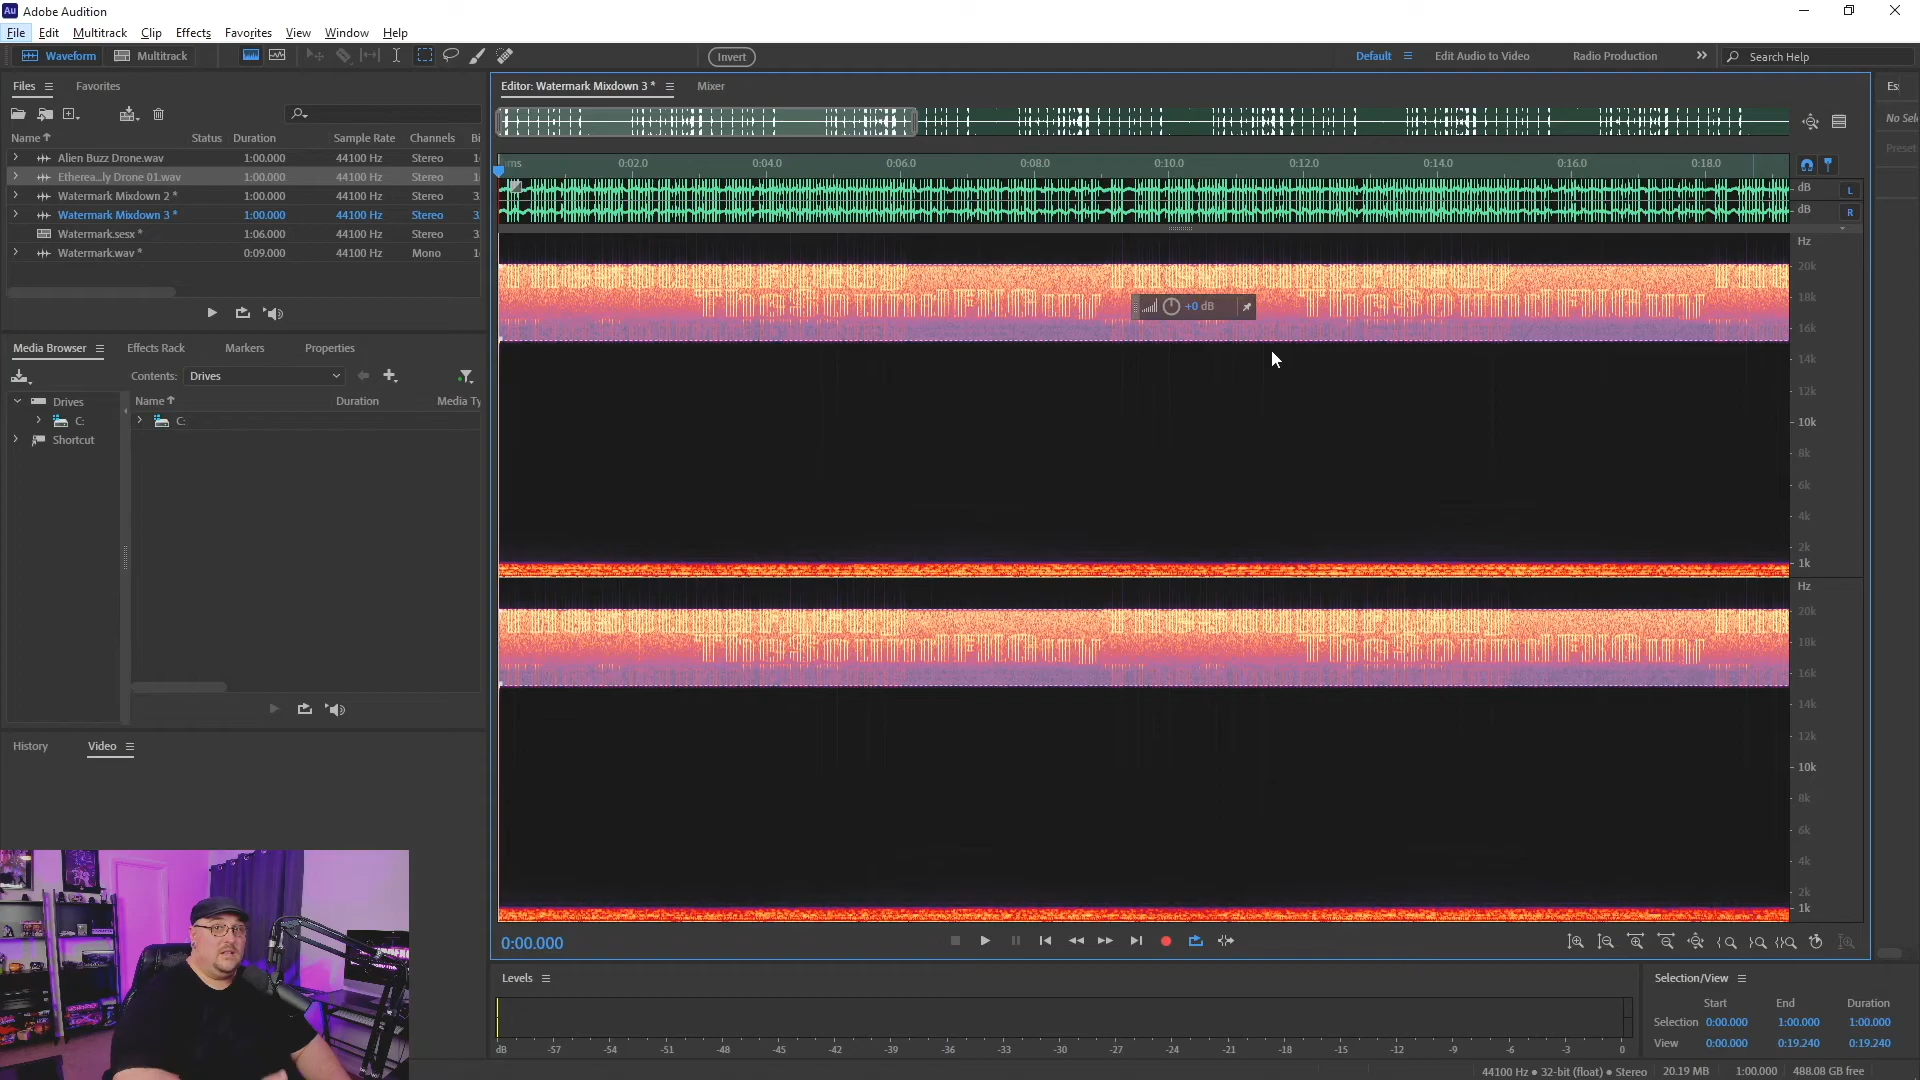 Au Adobe Audition
File Edit Multitrack Clip Effects Favorites View Window Help
Waveform Multitrack Invert Default Edit Audio to Video Radio Production Search Help
Files Favorites
Name Status Duration Sample Rate Channels Bi
Alien Buzz Drone.wav 1:00.000 44100 Hz Stereo
Etherea...ly Drone 01.wav 1:00.000 44100 Hz Stereo
Watermark Mixdown 2 * 1:00.000 44100 Hz Stereo 3
Watermark Mixdown 3 * 1:00.000 44100 Hz Stereo 3
Watermark.sesx * 1:06.000 44100 Hz Stereo 3
Watermark.wav * 0:09.000 44100 Hz Mono
Media Browser Effects Rack Markers Properties
Contents: Drives
Drives
C:
Shortcut
Name Duration Media Ty
C:
History Video
Editor: Watermark Mixdown 3 * Mixer
hms 0:02.0 0:04.0 0:06.0 0:08.0 0:10.0 0:12.0 0:14.0 0:16.0 0:18.0
dB L
dB R
Hz
20k
18k
16k
14k
12k
10k
8k
6k
4k
2k
1k
+0 dB
Hz
20k
18k
16k
14k
12k
10k
8k
6k
4k
2k
1k
0:00.000
Es
No Sel
Preset
Levels
dB -57 -54 -51 -48 -45 -42 -39 -36 -33 -30 -27 -24 -21 -18 -15 -12 -9 -6 -3 0
Selection/View
Start End Duration
Selection 0:00.000 1:00.000 1:00.000
View 0:00.000 0:19.240 0:19.240
44100 Hz • 32-bit (float) • Stereo 20.19 MB 1:00.000 488.08 GB free